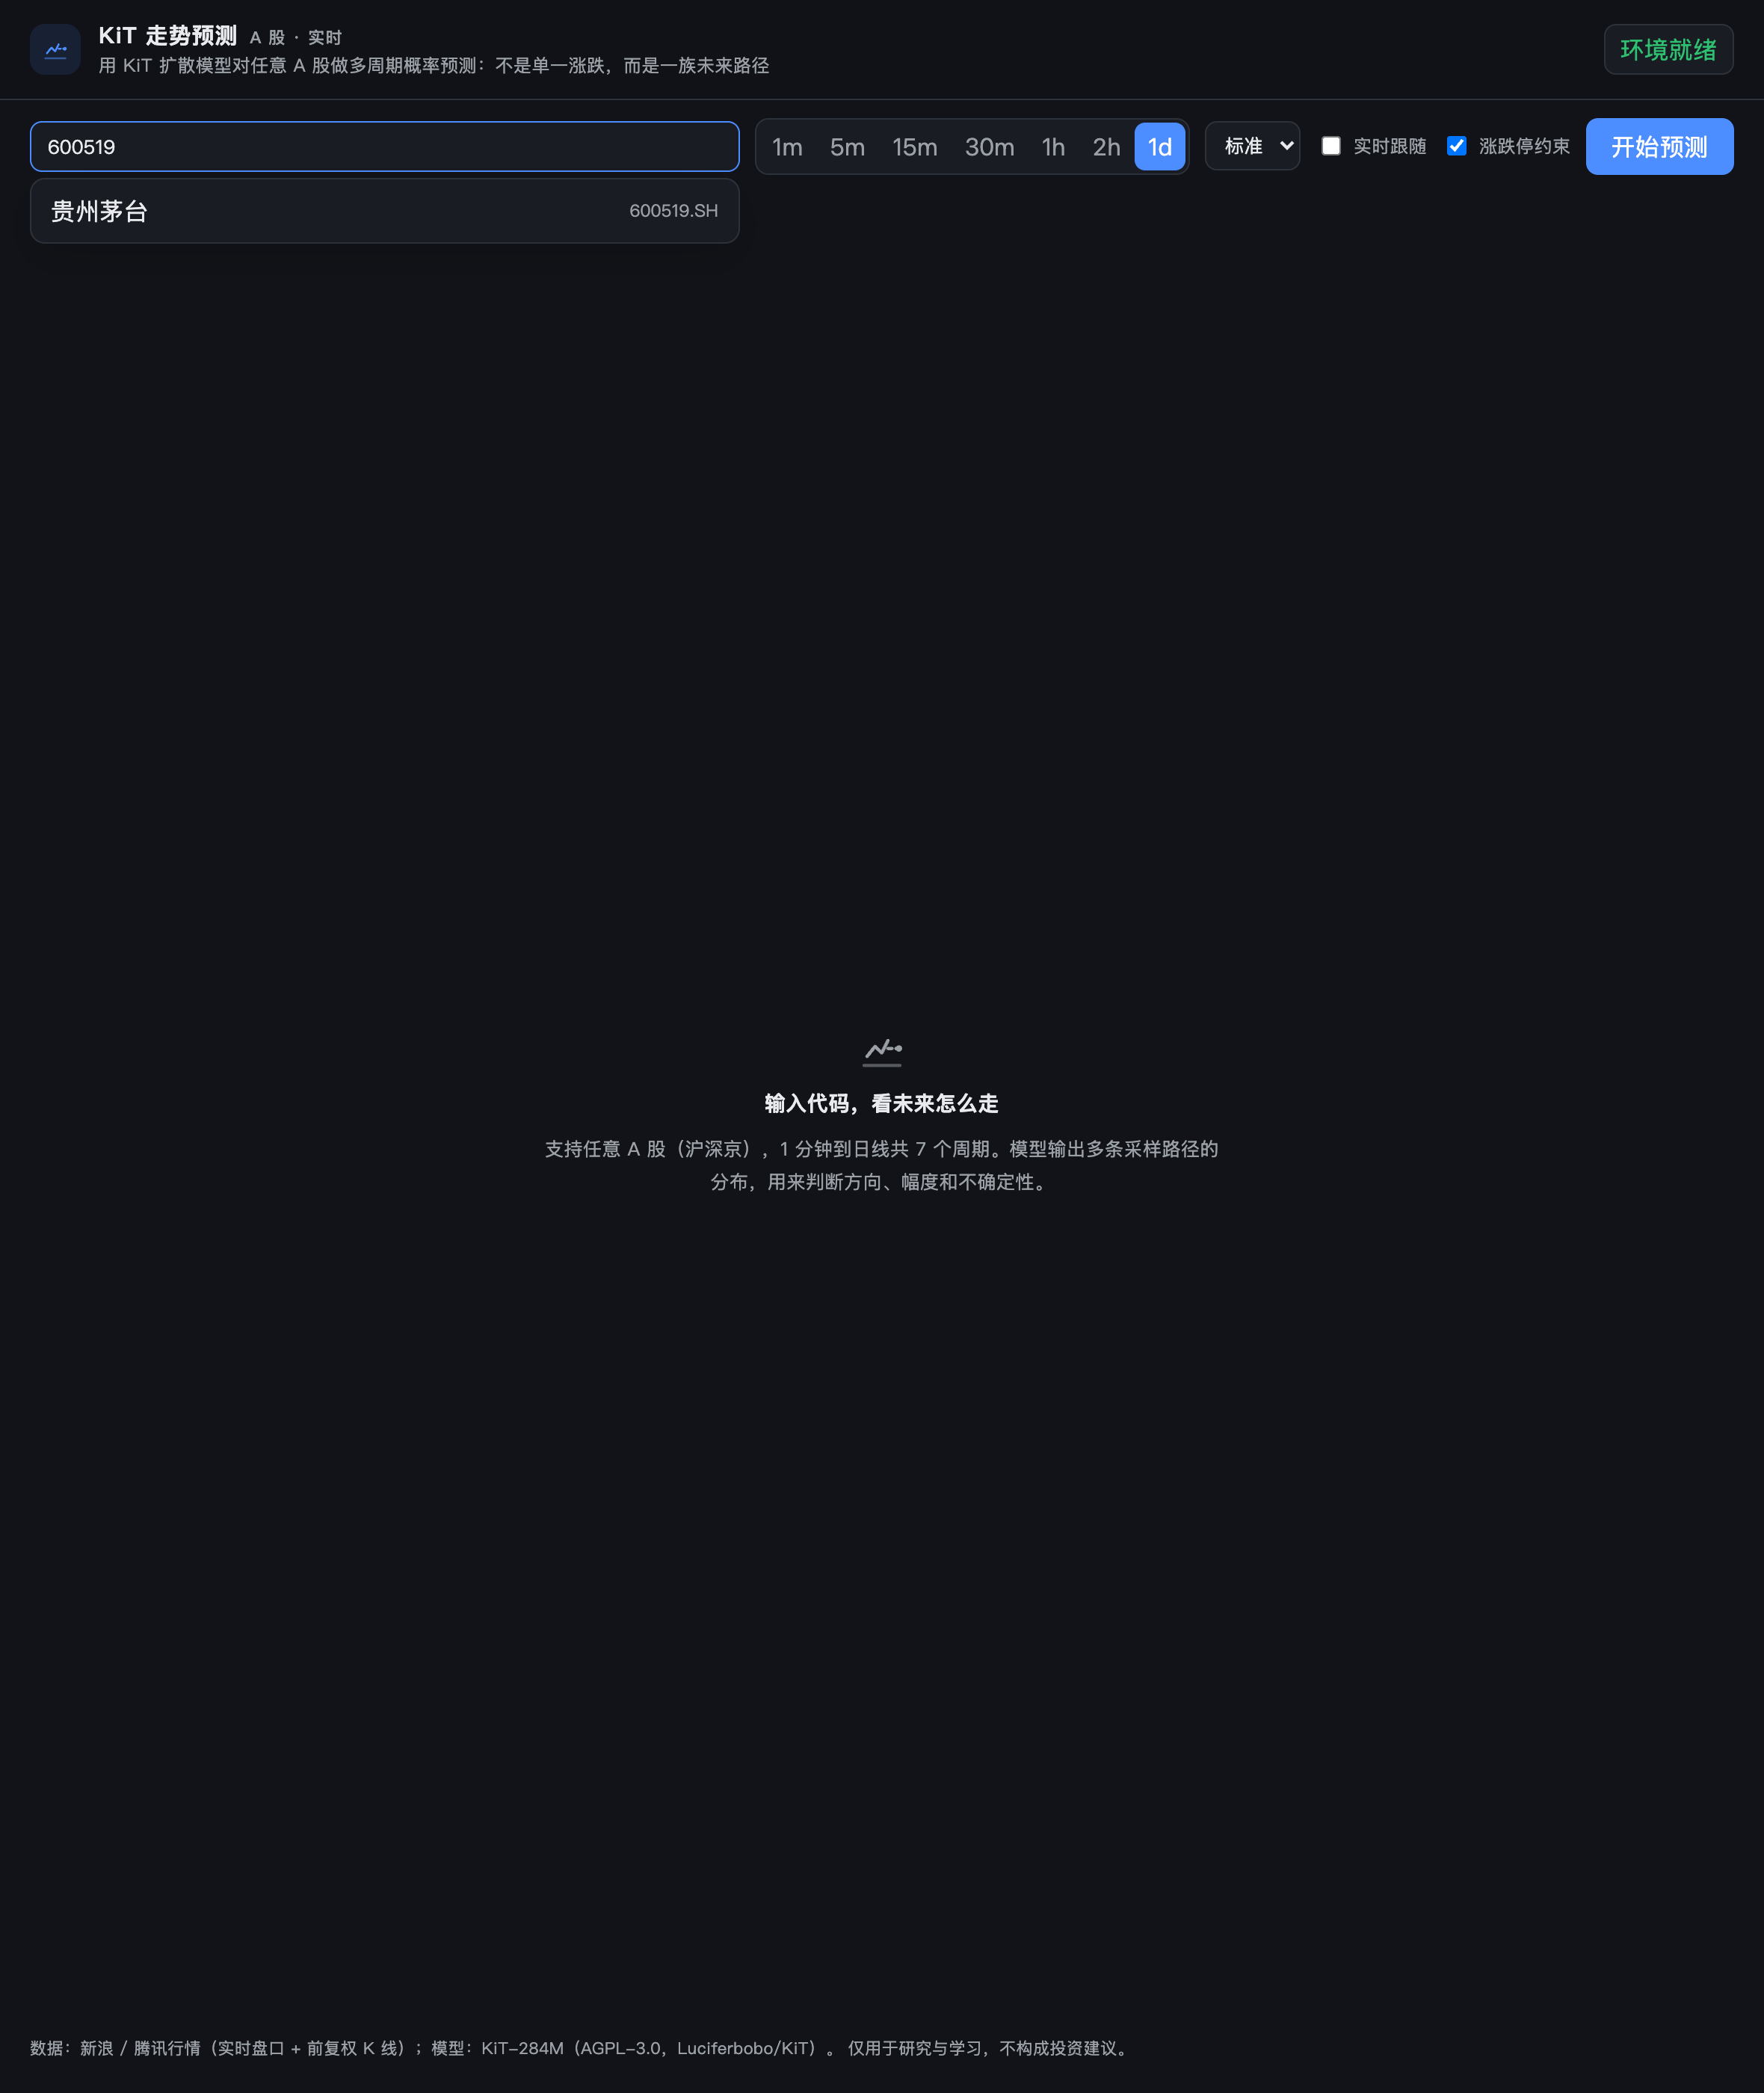 KiT 走势预测 A 股 · 实时
用 KiT 扩散模型对任意 A 股做多周期概率预测：不是单一涨跌，而是一族未来路径
环境就绪
600519
1m 5m 15m 30m 1h 2h 1d
标准
实时跟随
涨跌停约束
开始预测
贵州茅台 600519.SH
输入代码，看未来怎么走
支持任意 A 股（沪深京），1 分钟到日线共 7 个周期。模型输出多条采样路径的
分布，用来判断方向、幅度和不确定性。
数据：新浪 / 腾讯行情（实时盘口 + 前复权 K 线）；模型：KiT-284M（AGPL-3.0，Luciferbobo/KiT）。 仅用于研究与学习，不构成投资建议。